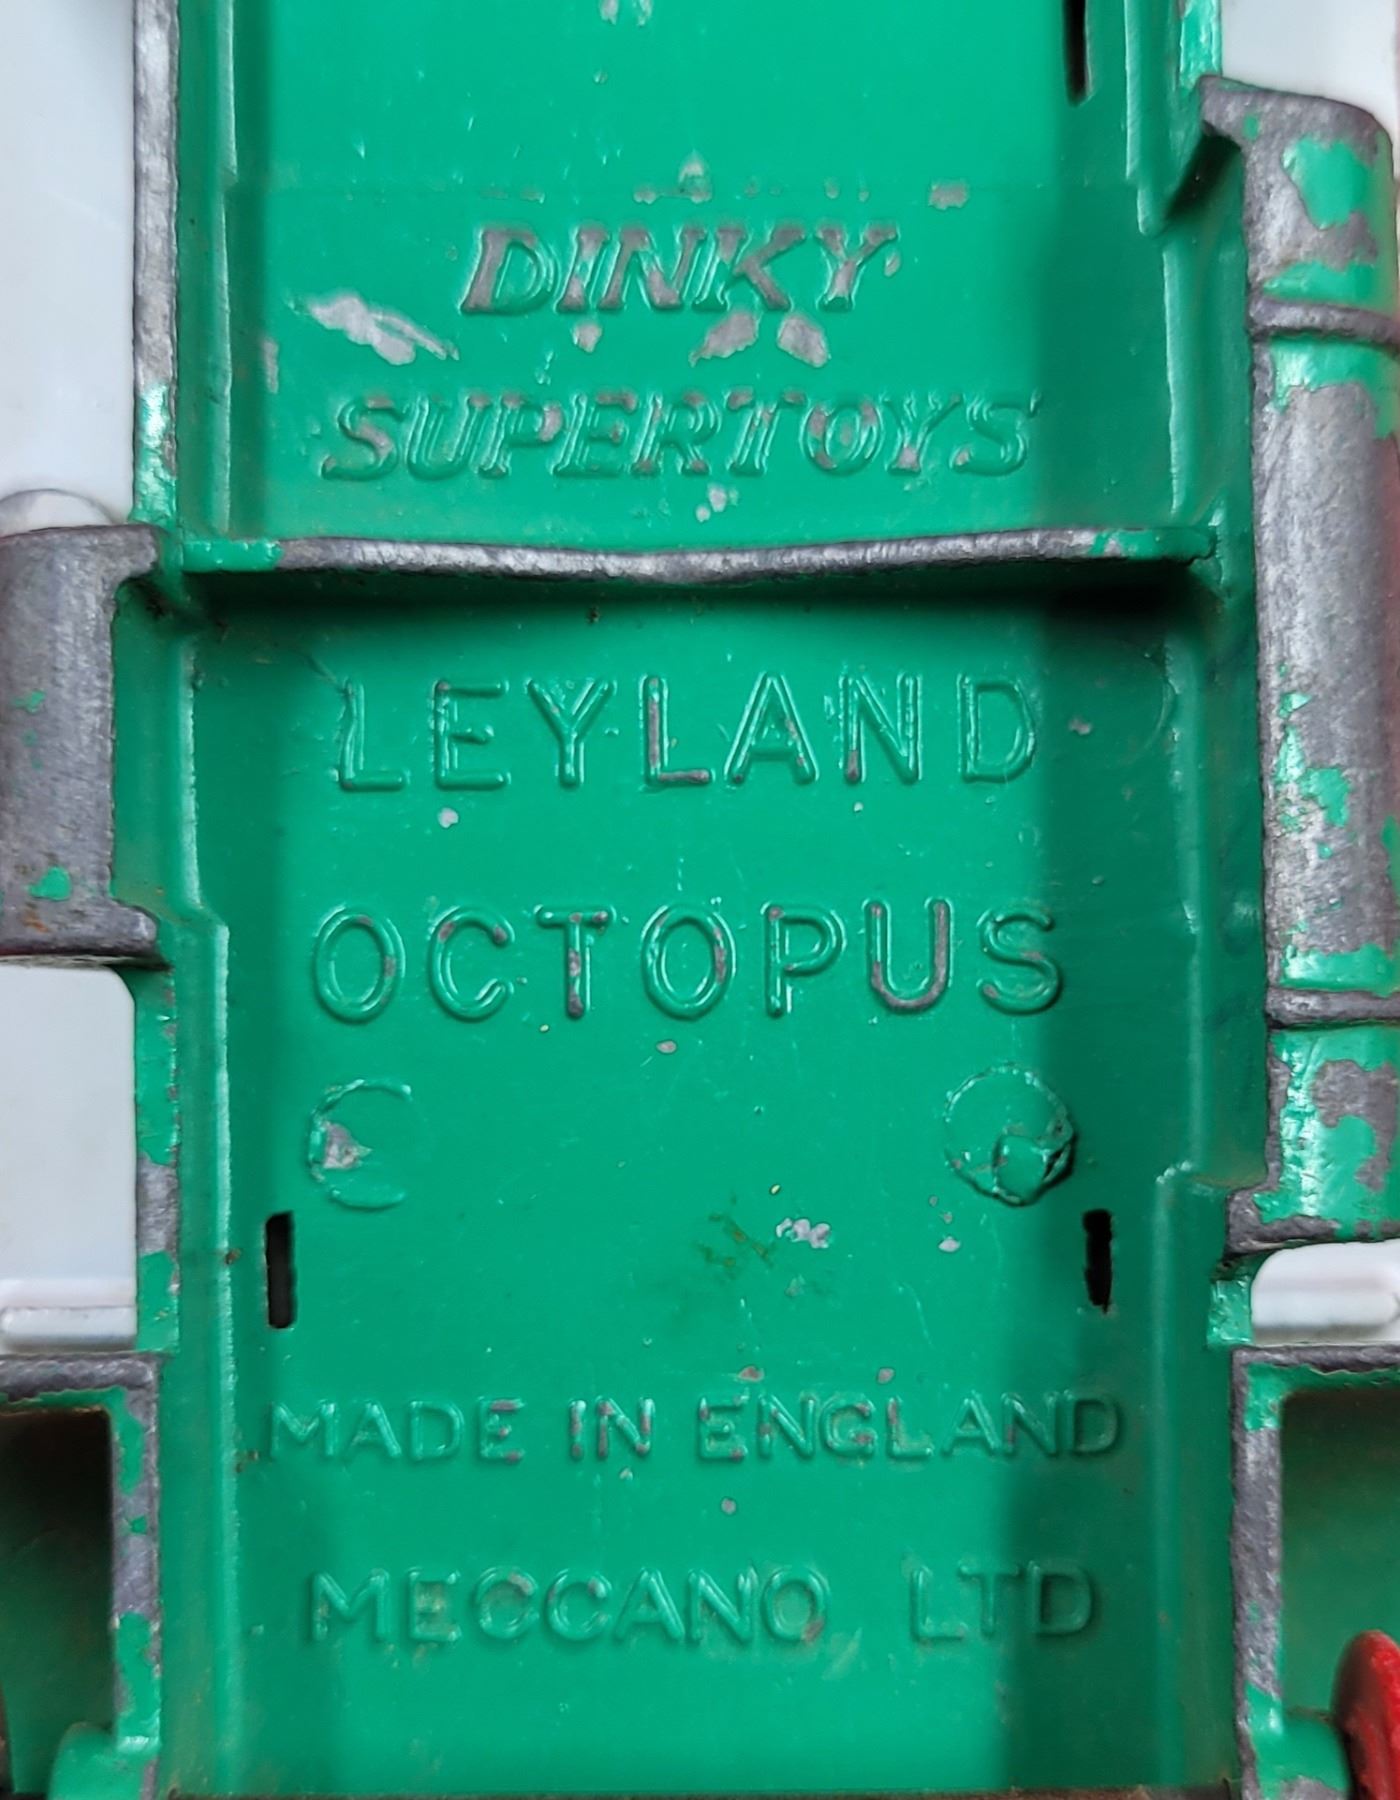 DINKY
SUPERTOYS
LEYLAND
OCTOPUS
MADE IN ENGLAND
MECCANO LTD